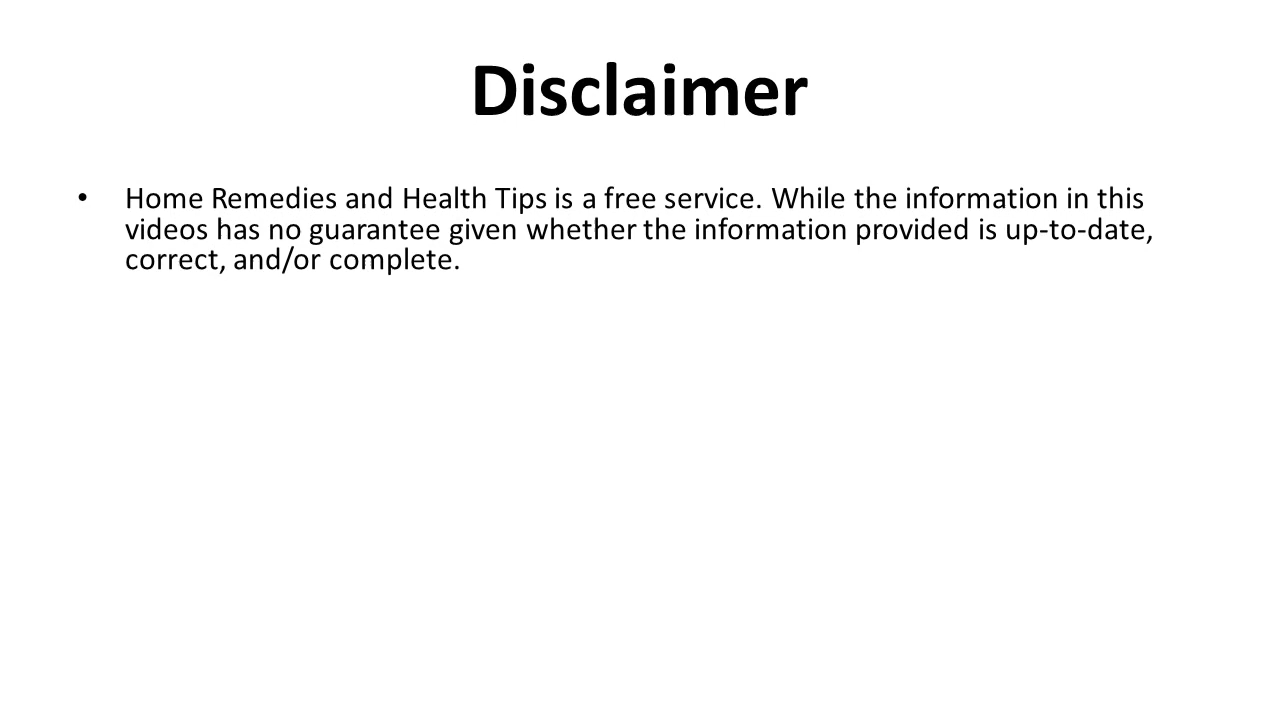 Disclaimer
• Home Remedies and Health Tips is a free service. While the information in this
videos has no guarantee given whether the information provided is up-to-date,
correct, and/or complete.